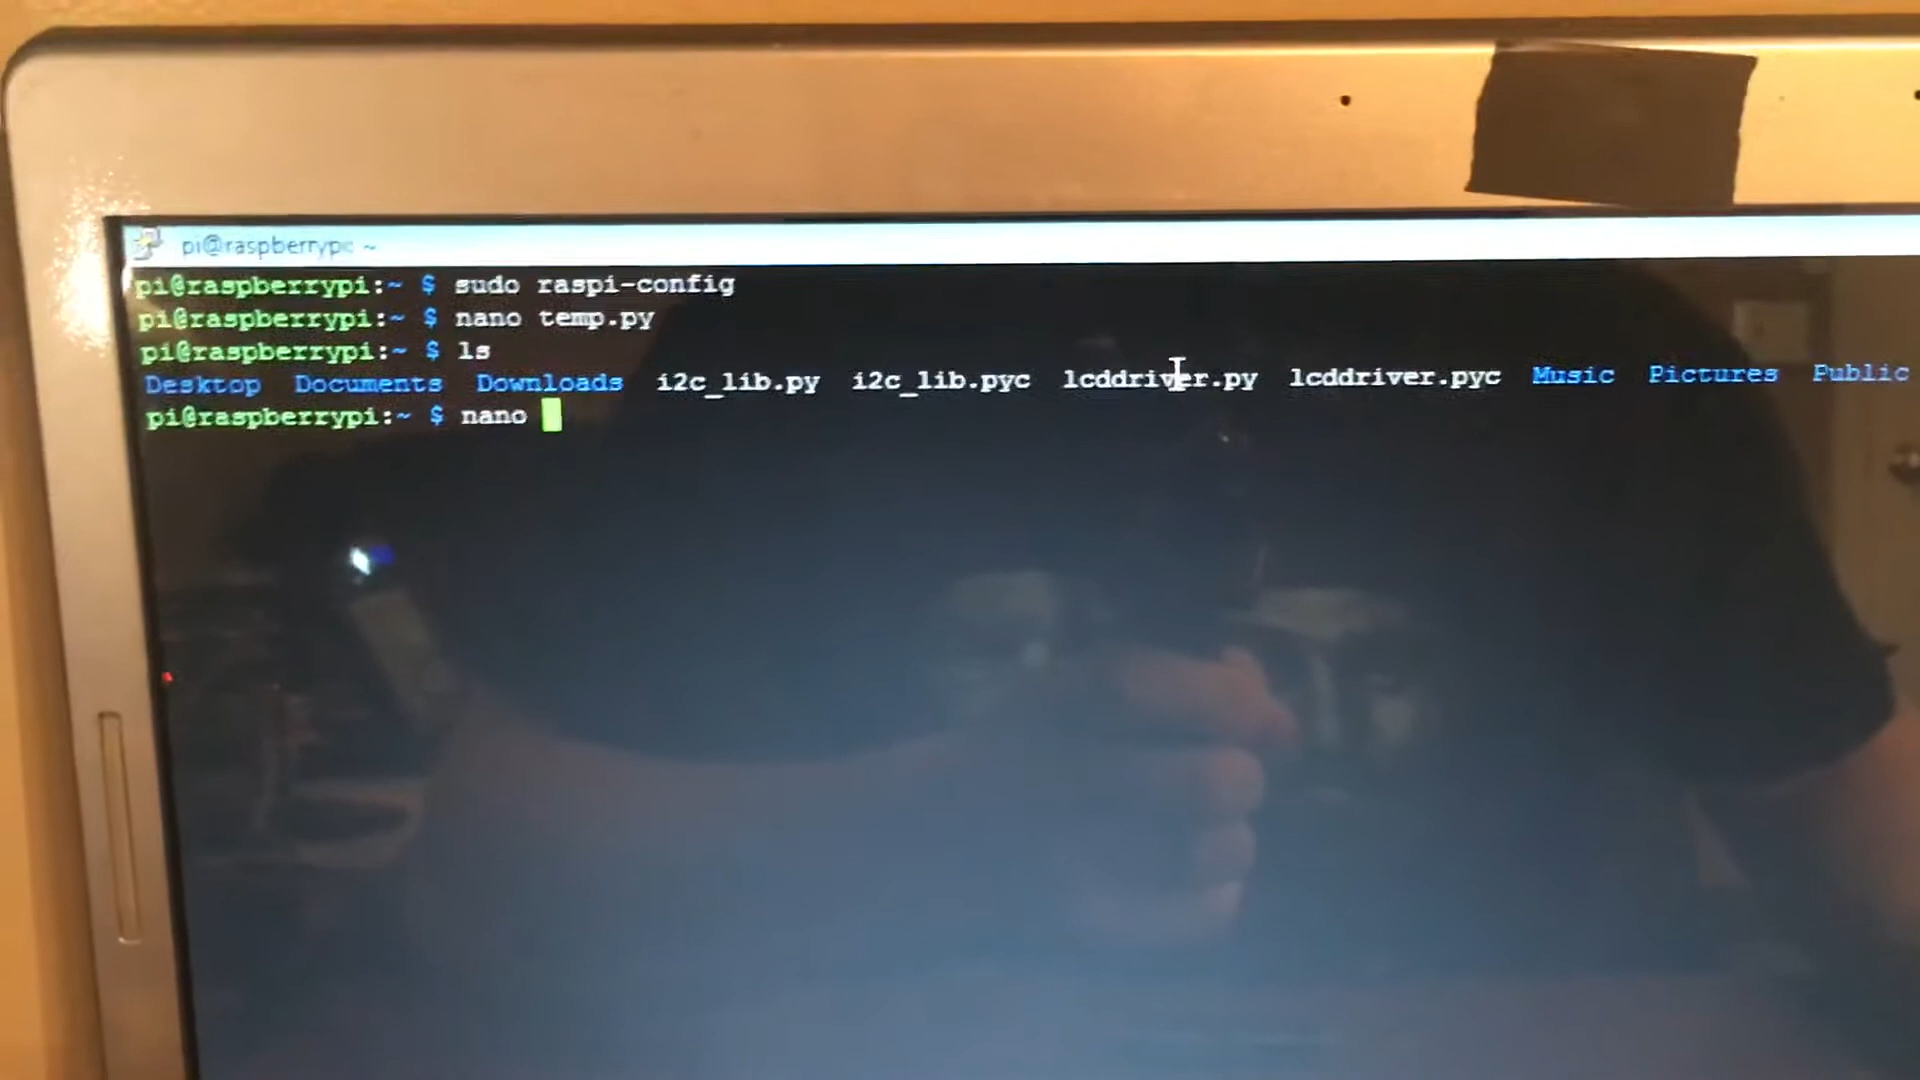 pi@raspberrypi: ~
pi@raspberrypi:~ $ sudo raspi-config
pi@raspberrypi:~ $ nano temp.py
pi@raspberrypi:~ $ ls
Desktop Documents Downloads i2c_lib.py i2c_lib.pyc lcddriver.py lcddriver.pyc Music Pictures Public
pi@raspberrypi:~ $ nano